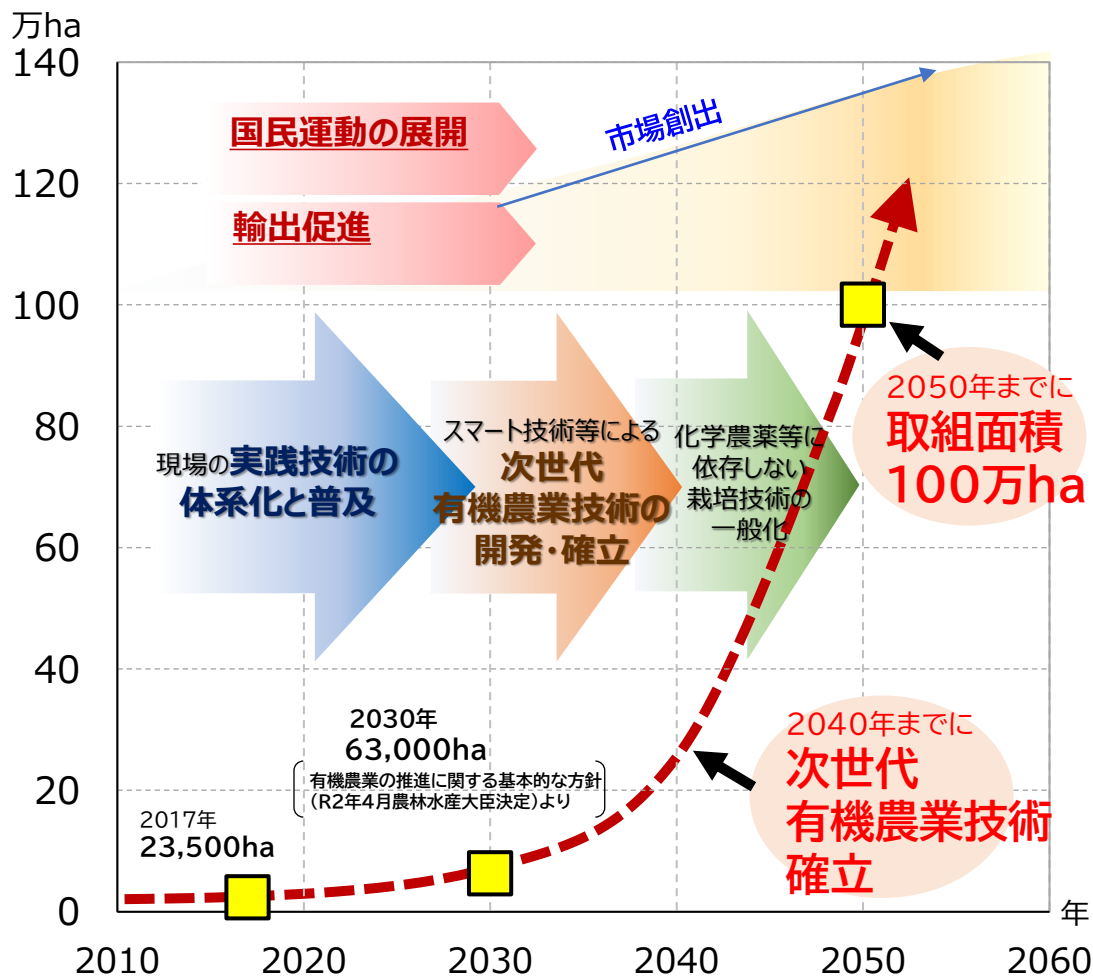 万ha
140
120
100
80
60
40
20
0
国民運動の展開
輸出促進
市場創出
現場の実践技術の
体系化と普及
スマート技術等による
次世代
有機農業技術の
開発・確立
化学農薬等に
依存しない
栽培技術の
一般化
2050年までに
取組面積
100万ha
2040年までに
次世代
有機農業技術
確立
2030年
63,000ha
有機農業の推進に関する基本的な方針
(R2年4月農林水産大臣決定)より
2017年
23,500ha
年
2010 2020 2030 2040 2050 2060